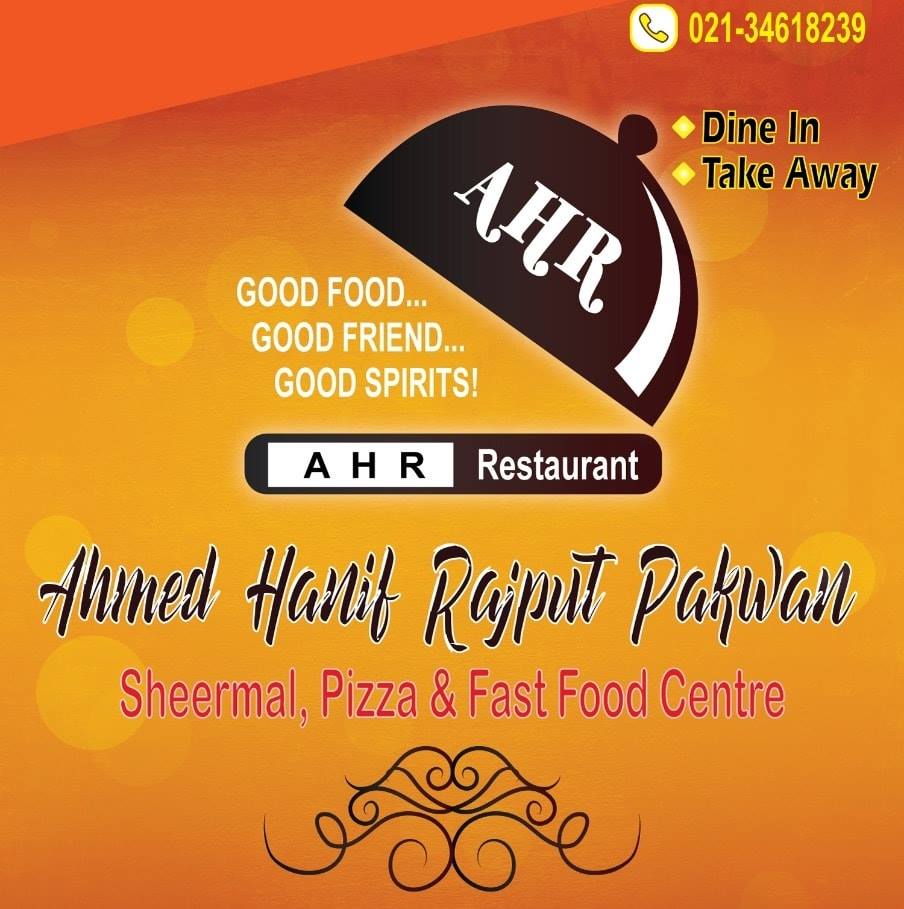 021-34618239
Dine In
Take Away
AHR
GOOD FOOD...
GOOD FRIEND...
GOOD SPIRITS!
A H R Restaurant
Ahmed Hanif Rajput Pakwan
Sheermal, Pizza & Fast Food Centre